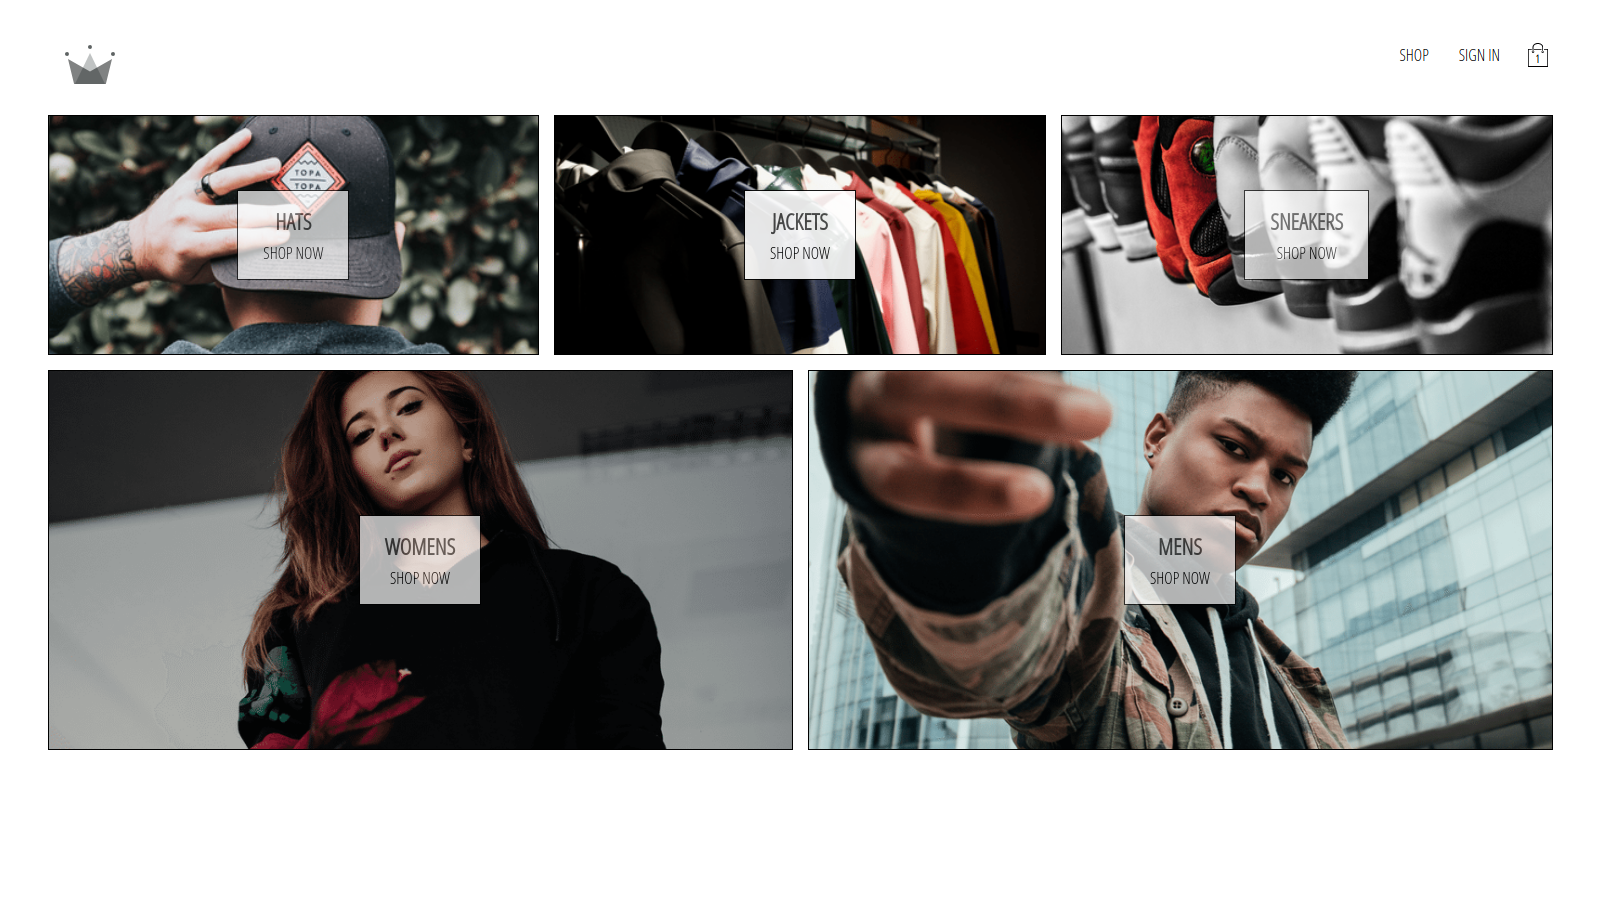 SHOP
SIGN IN
1
TOPA
TOPA
HATS
SHOP NOW
JACKETS
SHOP NOW
SNEAKERS
SHOP NOW
WOMENS
SHOP NOW
MENS
SHOP NOW